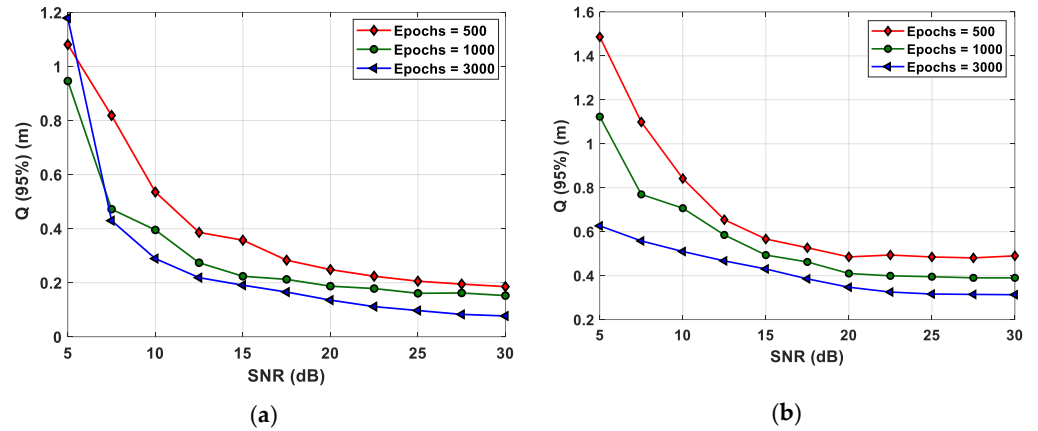 1.2
1
0.8
0.6
0.4
0.2
0
Q (95%) (m)
5 10 15 20 25 30
SNR (dB)
Epochs = 500
Epochs = 1000
Epochs = 3000
(a)
1.6
1.4
1.2
1
0.8
0.6
0.4
0.2
Q (95%) (m)
5 10 15 20 25 30
SNR (dB)
Epochs = 500
Epochs = 1000
Epochs = 3000
(b)